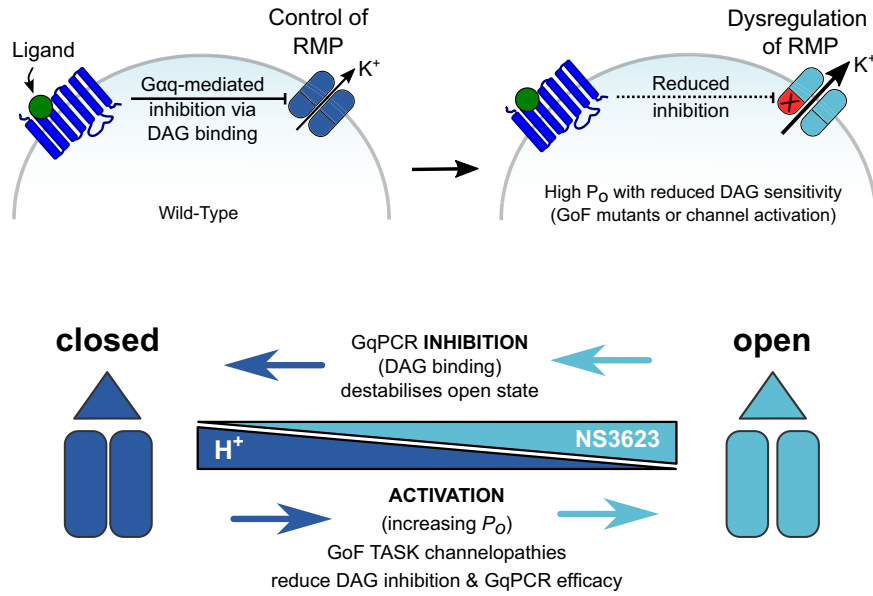 Ligand
Gαq-mediated
inhibition via
DAG binding
Control of
RMP
K+
Wild-Type
Reduced
inhibition
Dysregulation
of RMP
K+
X
High Po with reduced DAG sensitivity
(GoF mutants or channel activation)
closed
GqPCR INHIBITION
(DAG binding)
destabilises open state
open
H+
NS3623
ACTIVATION
(increasing Po)
GoF TASK channelopathies
reduce DAG inhibition & GqPCR efficacy